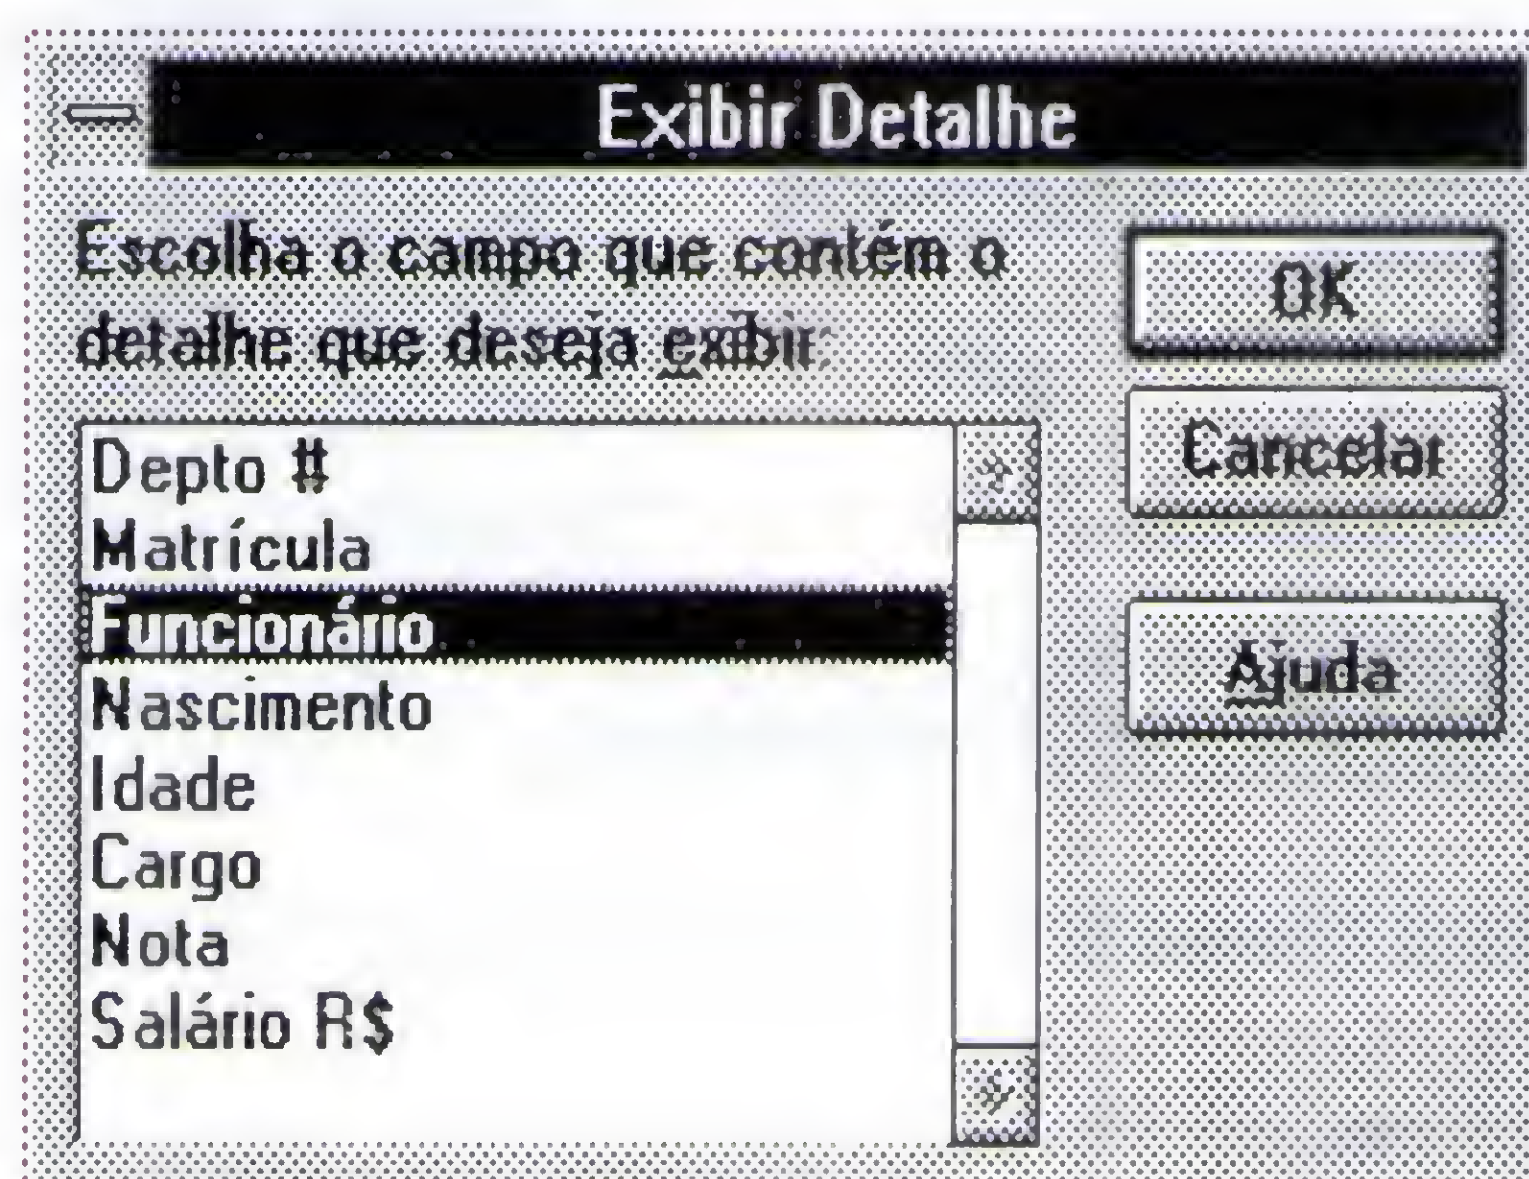 Exibir Detalhe
Escolha o campo que contém o
detalhe que deseja exibir:
OK
Cancelar
Ajuda
Depto #
Matrícula
Funcionário
Nascimento
Idade
Cargo
Nota
Salário R$